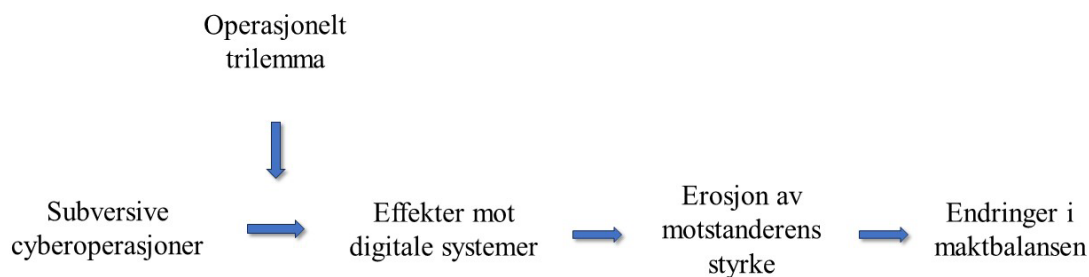 Operasjonelt
trilemma
Subversive
cyberoperasjoner
Effekter mot
digitale systemer
Erosjon av
motstanderens
styrke
Endringer i
maktbalansen